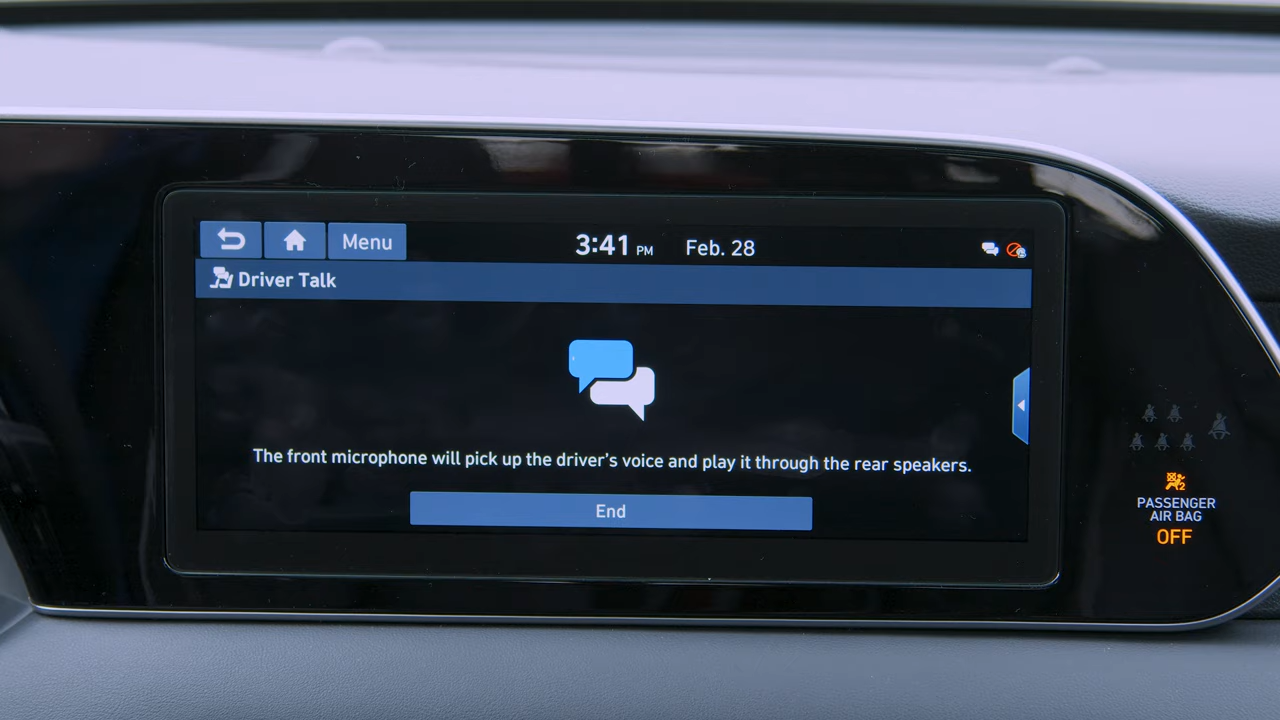 Menu
3:41 PM
Feb. 28
Driver Talk
The front microphone will pick up the driver's voice and play it through the rear speakers.
End
PASSENGER
AIR BAG
OFF